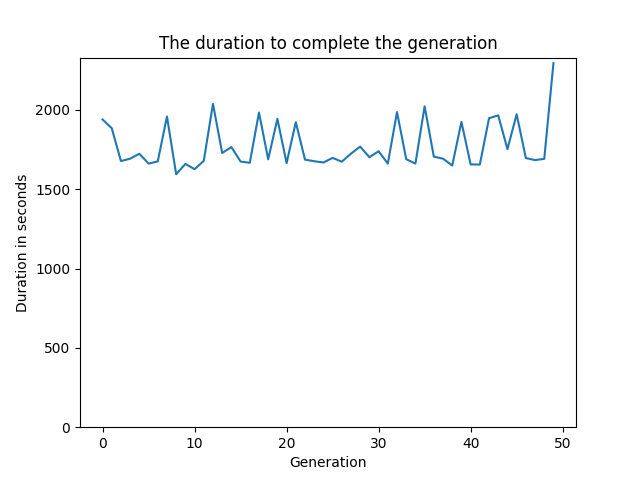 The duration to complete the generation
2000
1500
1000
500
0
Duration in seconds
0 10 20 30 40 50
Generation